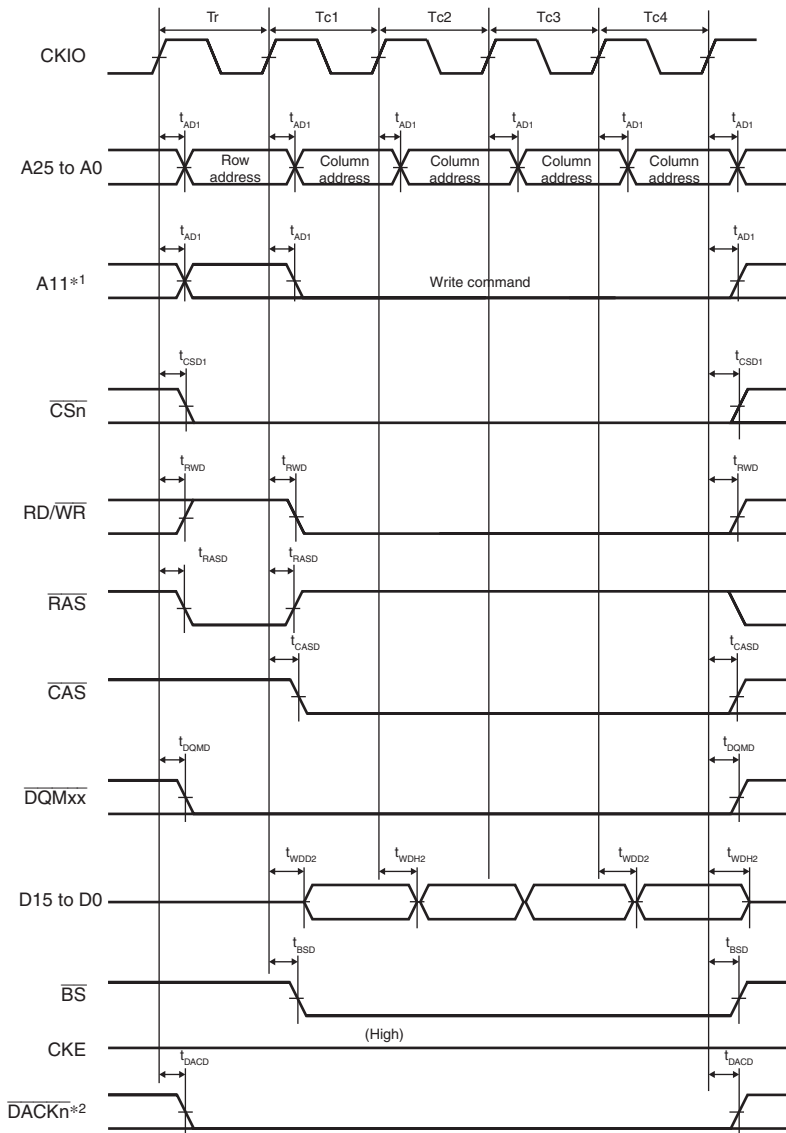 Tr Tc1 Tc2 Tc3 Tc4
CKIO
tAD1 tAD1 tAD1 tAD1 tAD1 tAD1
A25 to A0 Row address Column address Column address Column address Column address
tAD1 tAD1 tAD1
A11*1 Write command
tCSD1 tCSD1
CSn
tRWD tRWD tRWD
RD/WR
tRASD tRASD
RAS
tCASD tCASD
CAS
tDQMD tDQMD
DQMxx
tWDD2 tWDH2 tWDD2 tWDH2
D15 to D0
tBSD tBSD
BS
(High)
CKE
tDACD tDACD
DACKn*2